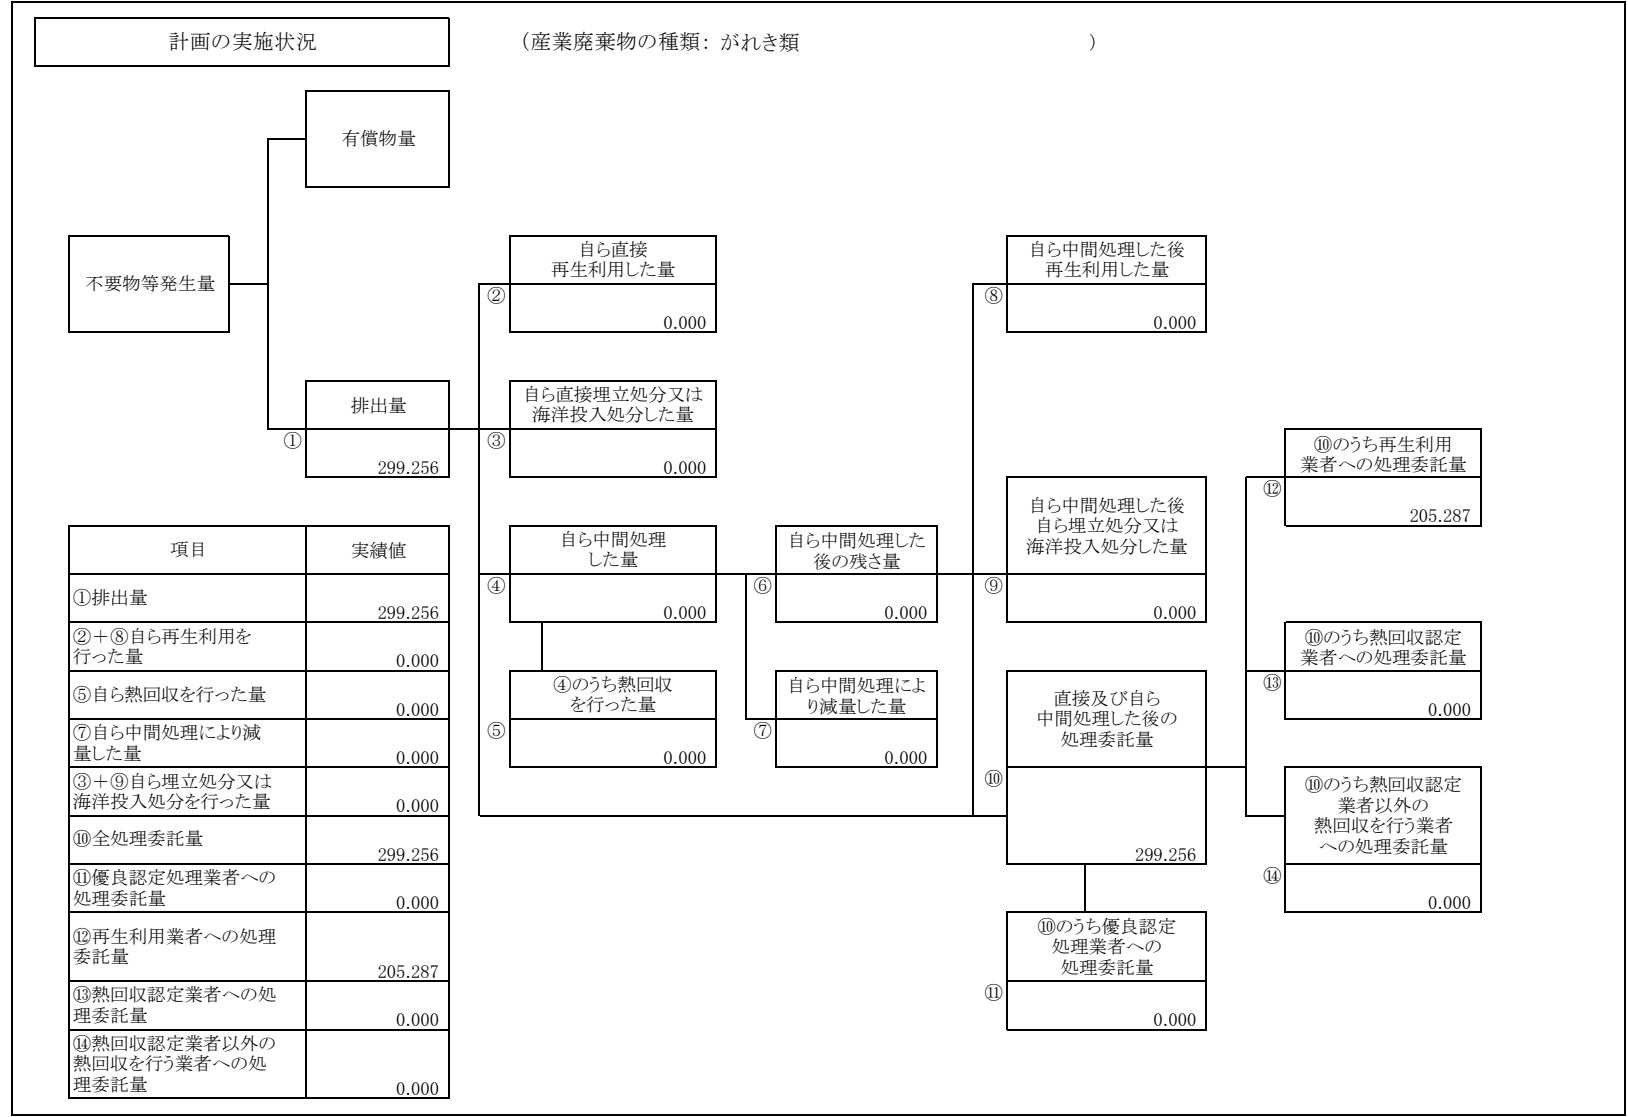 計画の実施状況
（産業廃棄物の種類：がれき類　）
有償物量
不要物等発生量
自ら直接
再生利用した量
②
0.000
自ら中間処理した後
再生利用した量
⑧
0.000
排出量
①
299.256
自ら直接埋立処分又は
海洋投入処分した量
③
0.000
⑩のうち再生利用
業者への処理委託量
⑫
205.287
自ら中間処理
した量
④
0.000
自ら中間処理した
後の残さ量
⑥
0.000
自ら中間処理した後
自ら埋立処分又は
海洋投入処分した量
⑨
0.000
⑩のうち熱回収認定
業者への処理委託量
⑬
0.000
④のうち熱回収
を行った量
⑤
0.000
自ら中間処理によ
り減量した量
⑦
0.000
直接及び自ら
中間処理した後の
処理委託量
⑩
299.256
⑩のうち熱回収認定
業者以外の
熱回収を行う業者
への処理委託量
⑭
0.000
⑩のうち優良認定
処理業者への
処理委託量
⑪
0.000
項目 実績値
①排出量
299.256
②＋⑧自ら再生利用を
行った量
0.000
⑤自ら熱回収を行った量
0.000
⑦自ら中間処理により減
量した量
0.000
③＋⑨自ら埋立処分又は
海洋投入処分を行った量
0.000
⑩全処理委託量
299.256
⑪優良認定処理業者への
処理委託量
0.000
⑫再生利用業者への処理
委託量
205.287
⑬熱回収認定業者への処
理委託量
0.000
⑭熱回収認定業者以外の
熱回収を行う業者への処
理委託量
0.000